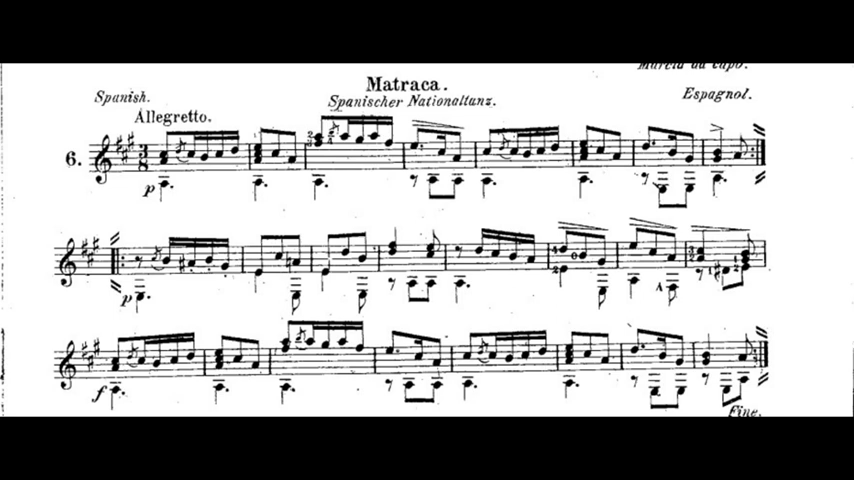 Marcia da capo.
Matraca.
Spanish.
Spanischer Nationaltanz.
Espagnol.
Allegretto.
6.
p
p
f
Fine.